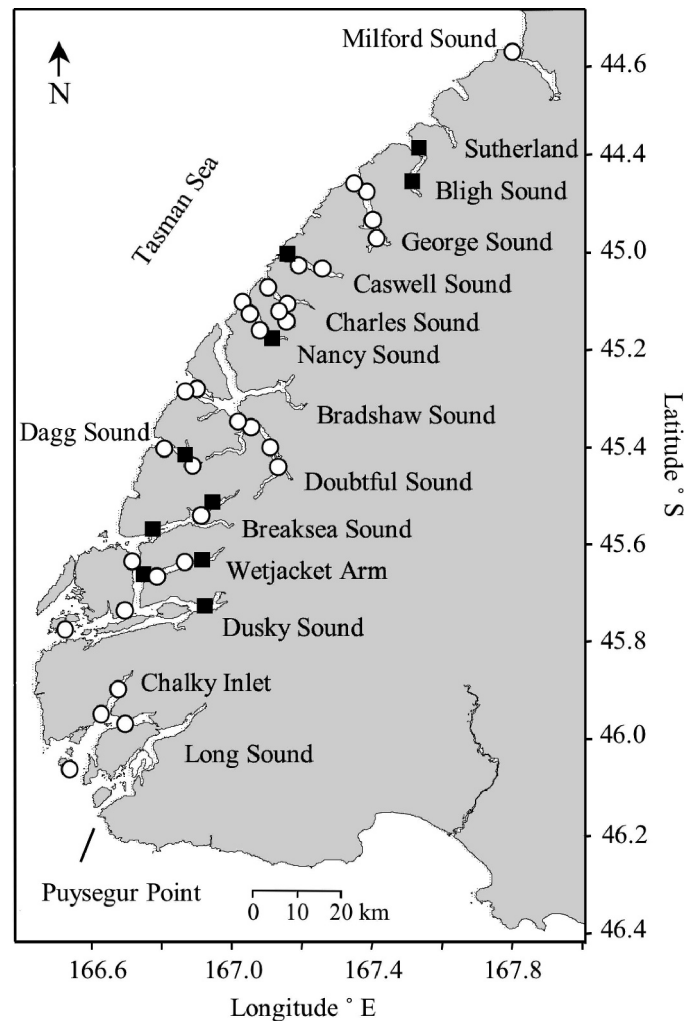 Milford Sound
N
44.6
Sutherland
44.4
Bligh Sound
Tasman Sea
George Sound
45.0
Caswell Sound
Charles Sound
Nancy Sound
45.2
Bradshaw Sound
Dagg Sound
45.4
Doubtful Sound
Latitude ° S
Breaksea Sound
45.6
Wetjacket Arm
Dusky Sound
45.8
Chalky Inlet
Long Sound
46.0
46.2
Puysegur Point
0 10 20 km
46.4
166.6 167.0 167.4 167.8
Longitude ° E